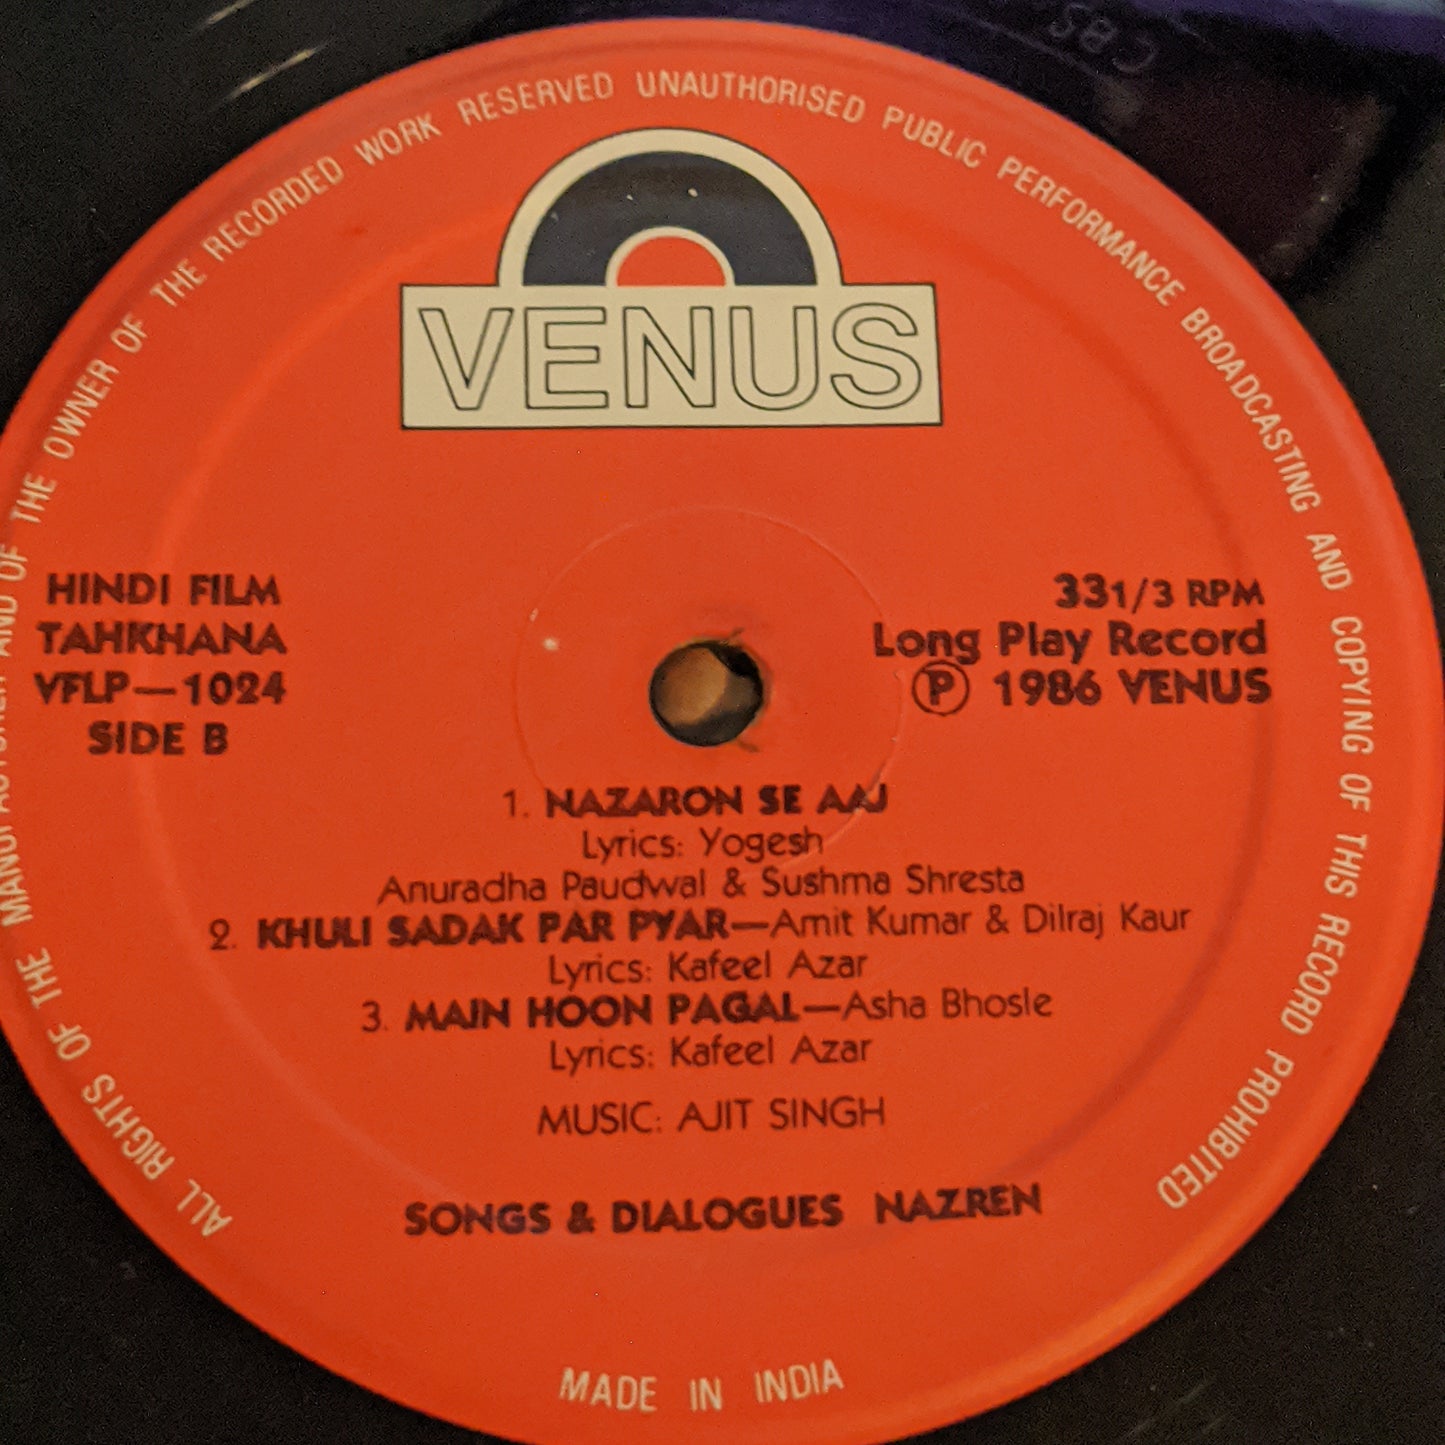 ALL RIGHTS OF THE MANUFACTURER AND OF THE OWNER OF THE RECORDED WORK RESERVED UNAUTHORISED PUBLIC PERFORMANCE BROADCASTING AND COPYING OF THIS RECORD PROHIBITED
VENUS
HINDI FILM
TAHKHANA
VFLP—1024
SIDE B
33 1/3 RPM
Long Play Record
Ⓟ 1986 VENUS
1. NAZARON SE AAJ
Lyrics: Yogesh
Anuradha Paudwal & Sushma Shresta
2. KHULI SADAK PAR PYAR—Amit Kumar & Dilraj Kaur
Lyrics: Kafeel Azar
3. MAIN HOON PAGAL—Asha Bhosle
Lyrics: Kafeel Azar
MUSIC: AJIT SINGH
SONGS & DIALOGUES NAZREN
MADE IN INDIA
CBS